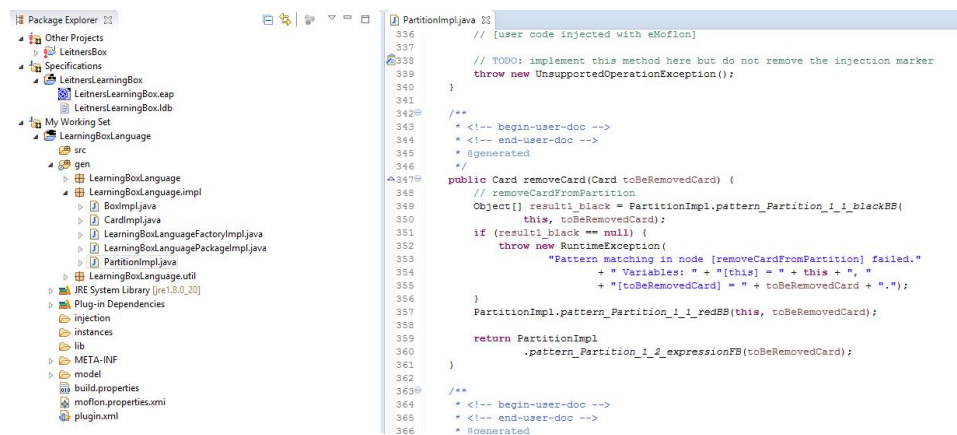 Package Explorer
Other Projects
LeitnersBox
Specifications
LeitnersLearningBox
LeitnersLearningBox.eap
LeitnersLearningBox.ldb
My Working Set
LearningBoxLanguage
src
gen
LearningBoxLanguage
LearningBoxLanguage.impl
BoxImpl.java
CardImpl.java
LearningBoxLanguageFactoryImpl.java
LearningBoxLanguagePackageImpl.java
PartitionImpl.java
LearningBoxLanguage.util
JRE System Library [jre1.8.0_20]
Plug-in Dependencies
injection
instances
lib
META-INF
model
build.properties
moflon.properties.xmi
plugin.xml
PartitionImpl.java
336 // [user code injected with eMoflon]
337
338 // TODO: implement this method here but do not remove the injection marker
339 throw new UnsupportedOperationException();
340 }
341
342 /**
343 * <!-- begin-user-doc -->
344 * <!-- end-user-doc -->
345 * @generated
346 */
347 public Card removeCard(Card toBeRemovedCard) {
348 // removeCardFromPartition
349 Object[] result1_black = PartitionImpl.pattern_Partition_1_1_blackBB(
350 this, toBeRemovedCard);
351 if (result1_black == null) {
352 throw new RuntimeException(
353 "Pattern matching in node [removeCardFromPartition] failed."
354 + " Variables: " + "[this] = " + this + ", "
355 + "[toBeRemovedCard] = " + toBeRemovedCard + ".");
356 }
357 PartitionImpl.pattern_Partition_1_1_redBB(this, toBeRemovedCard);
358
359 return PartitionImpl
360 .pattern_Partition_1_2_expressionFB(toBeRemovedCard);
361 }
362
363 /**
364 * <!-- begin-user-doc -->
365 * <!-- end-user-doc -->
366 * @generated